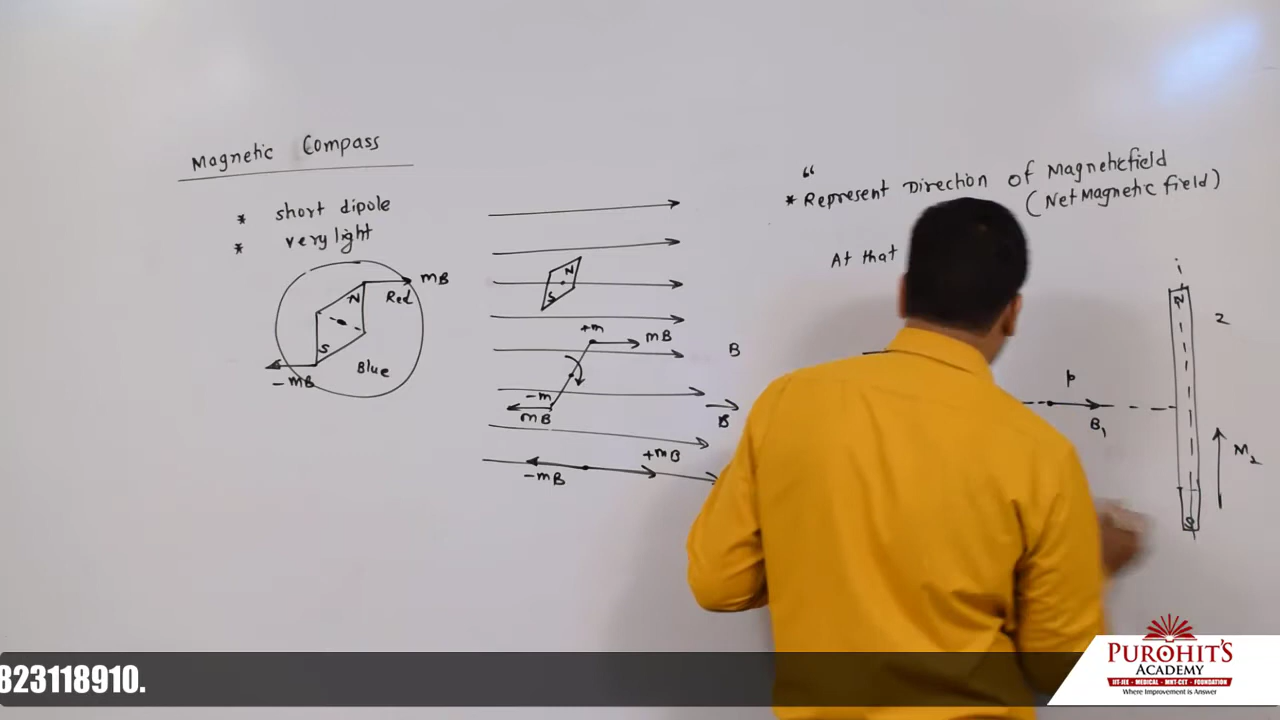 Magnetic Compass
* short dipole
* very light
N
mB
Red
S
Blue
-mB
N
S
+m
mB
-m
mB
B
B
+mB
-mB
“
* Represent Direction of Magneticfield
(Net Magnetic field)
At that
N
2
p
B1
M2
S
823118910.
PUROHIT'S
ACADEMY
IIT-JEE - MEDICAL - MHT-CET - FOUNDATION
Where Improvement is Answer